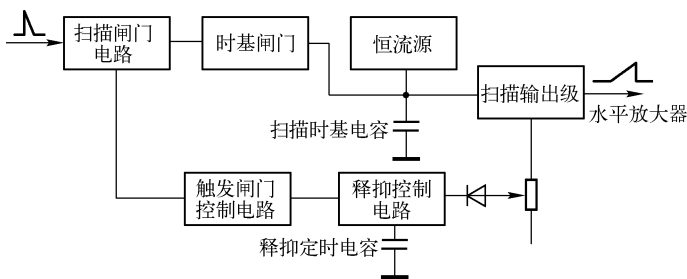 扫描闸门
电路
时基闸门
恒流源
扫描输出级
水平放大器
扫描时基电容
触发闸门
控制电路
释抑控制
电路
释抑定时电容